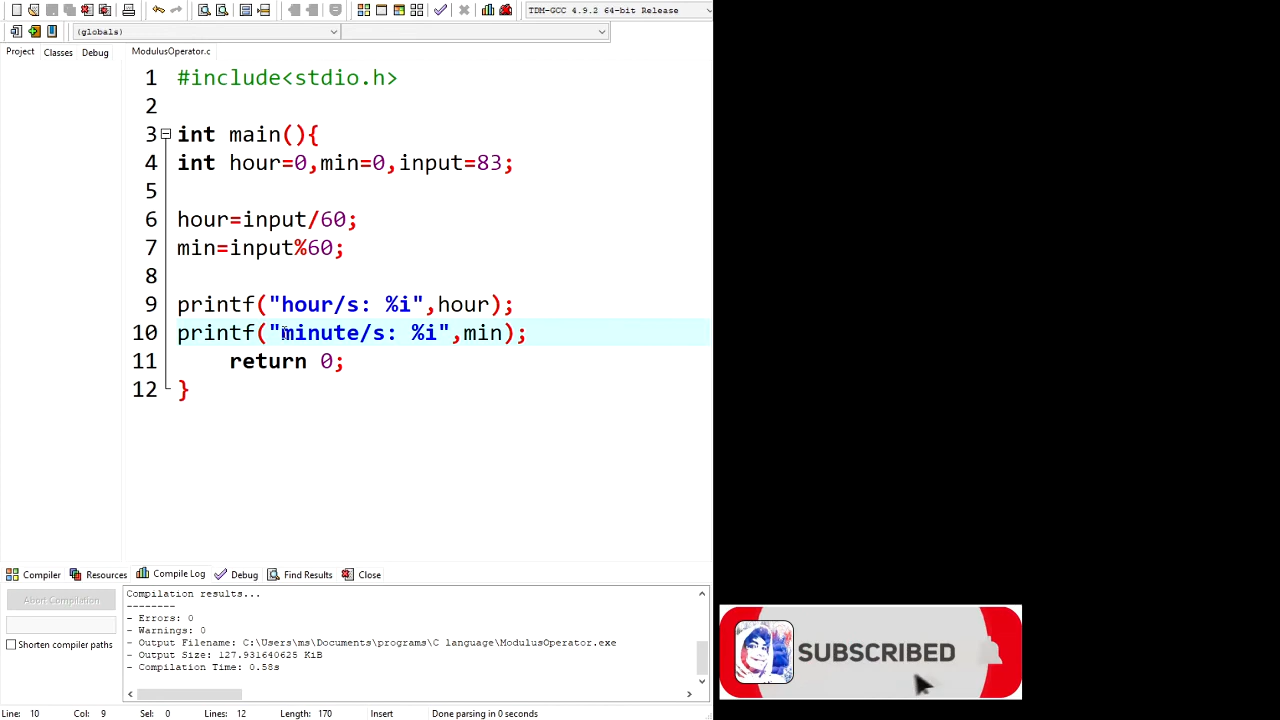 TDM-GCC 4.9.2 64-bit Release
(globals)
Project Classes Debug ModulusOperator.c
1 #include<stdio.h>
2
3 int main(){
4 int hour=0,min=0,input=83;
5
6 hour=input/60;
7 min=input%60;
8
9 printf("hour/s: %i",hour);
10 printf("minute/s: %i",min);
11 return 0;
12 }
Compiler Resources Compile Log Debug Find Results Close
Abort Compilation
Shorten compiler paths
Compilation results...
--------
- Errors: 0
- Warnings: 0
- Output Filename: C:\Users\ms\Documents\programs\C language\ModulusOperator.exe
- Output Size: 127.931640625 KiB
- Compilation Time: 0.58s
SUBSCRIBED
Line: 10 Col: 9 Sel: 0 Lines: 12 Length: 170 Insert Done parsing in 0 seconds